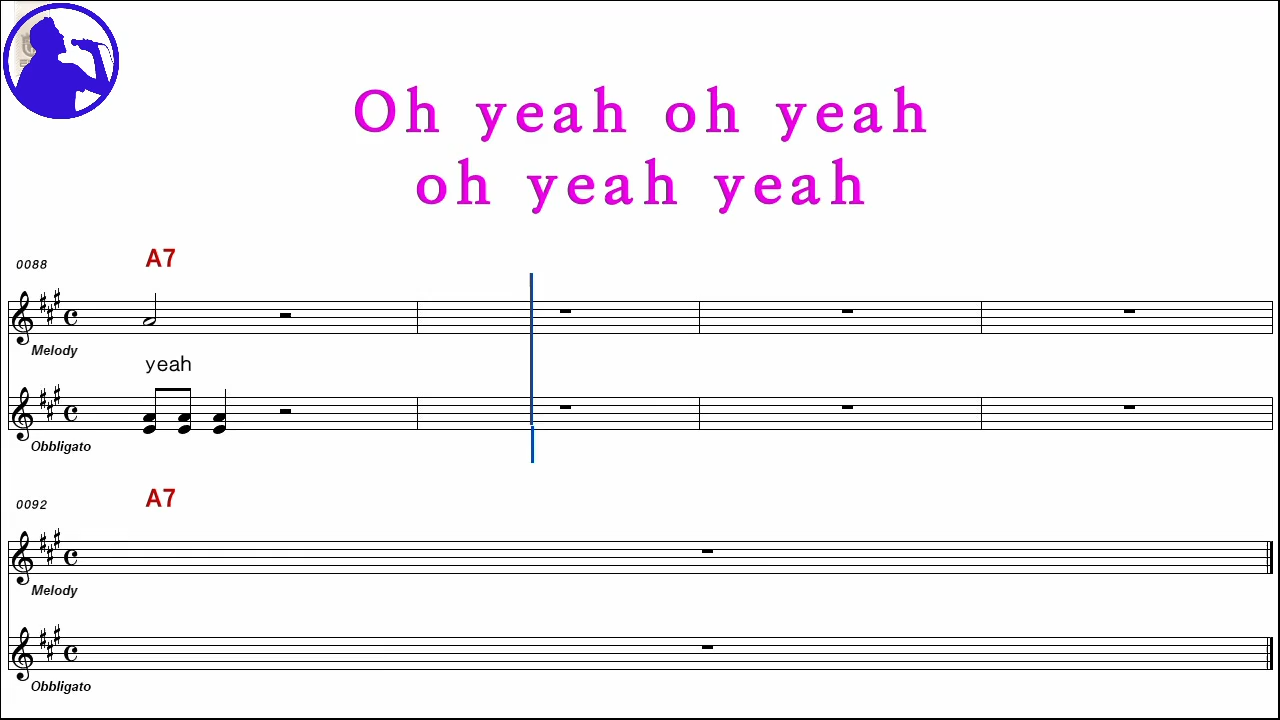 Oh yeah oh yeah
oh yeah yeah
0088
A7
Melody
yeah
Obbligato
0092
A7
Melody
Obbligato